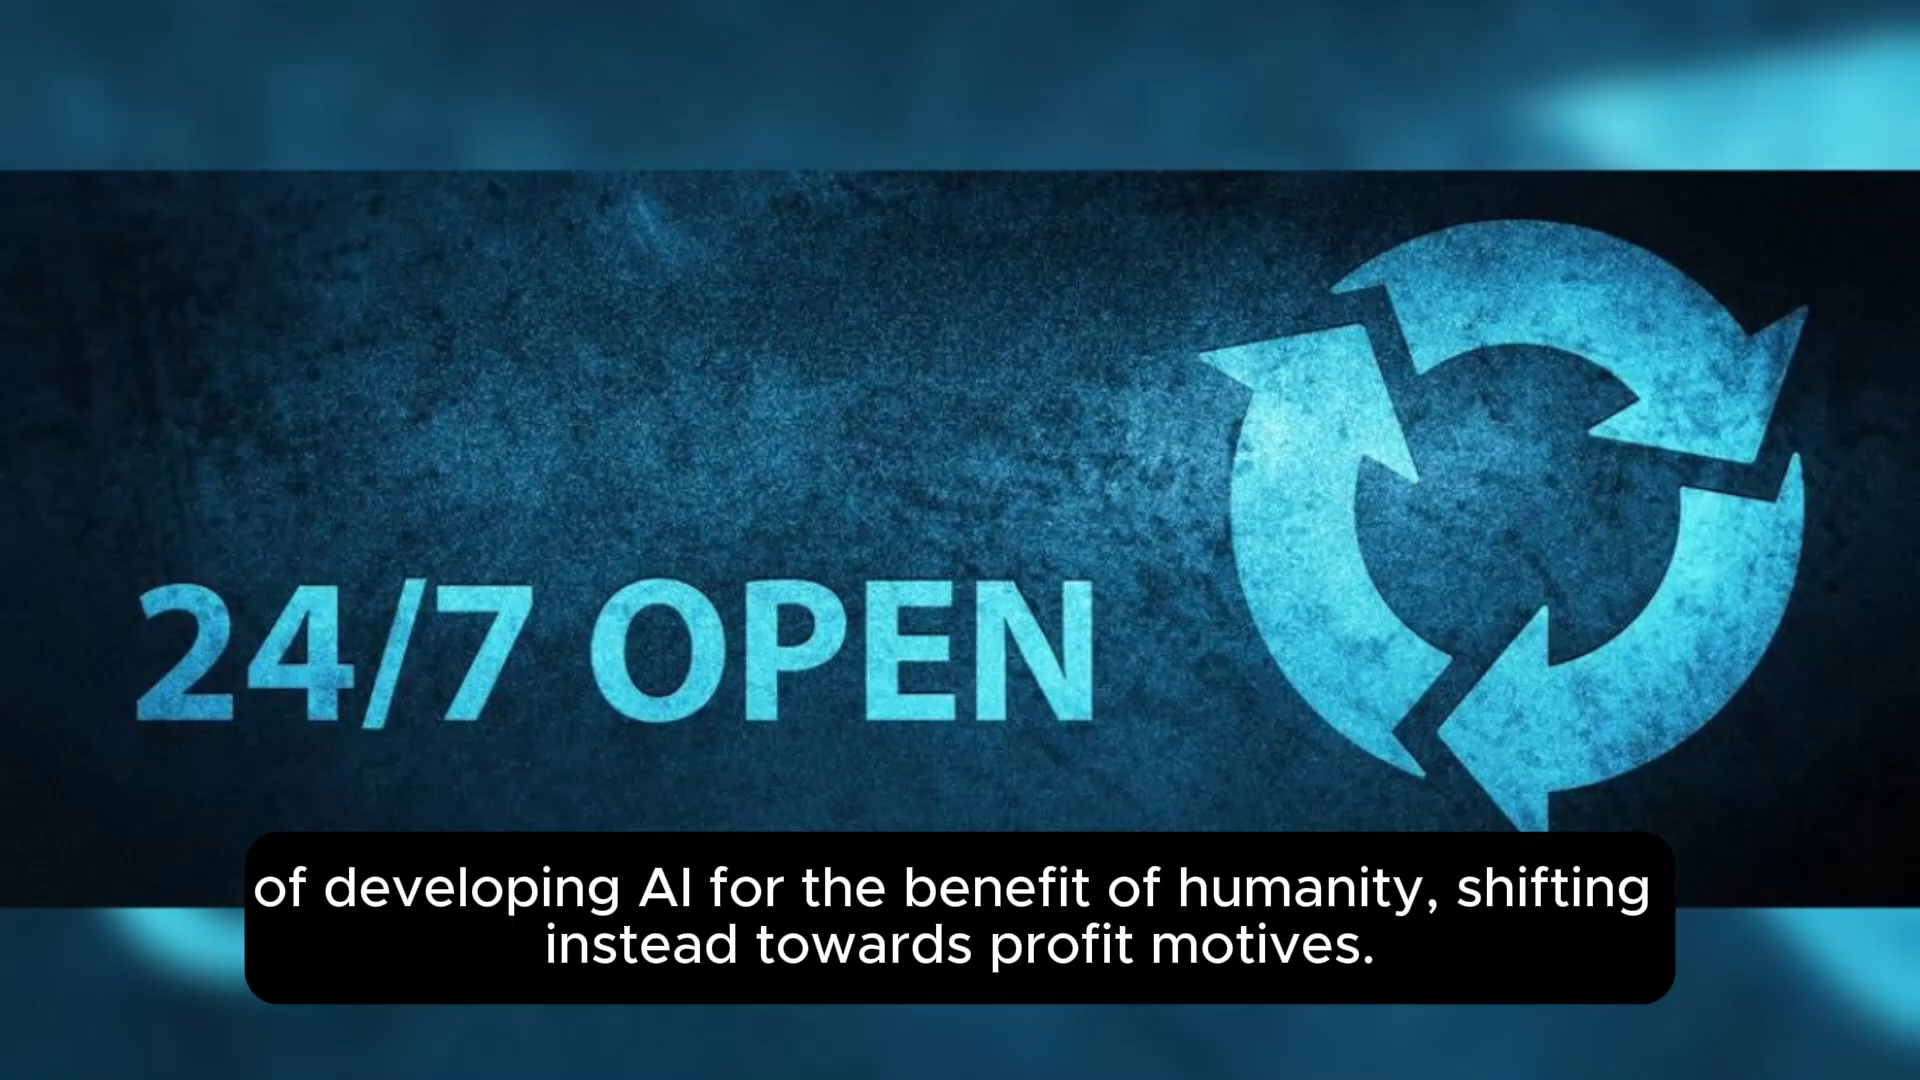 24/7 OPEN
of developing AI for the benefit of humanity, shifting
instead towards profit motives.